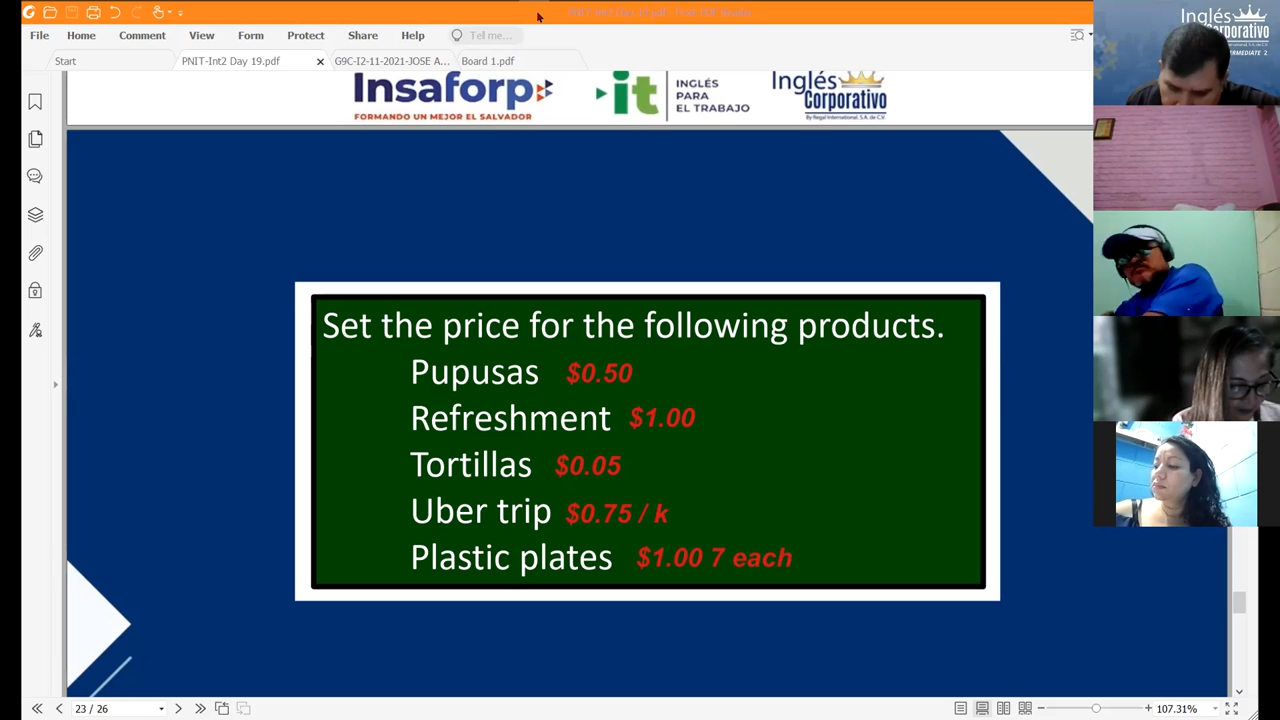 File Home Comment View Form Protect Share Help Tell me...
Start PNIT-Int2 Day 19.pdf G9C-I2-11-2021-JOSE A... Board 1.pdf
Insaforp
FORMANDO UN MEJOR EL SALVADOR
it
INGLÉS
PARA
EL TRABAJO
Inglés
Corporativo
By Regal International, S.A. de C.V.
Set the price for the following products.
Pupusas $0.50
Refreshment $1.00
Tortillas $0.05
Uber trip $0.75 / k
Plastic plates $1.00 7 each
23 / 26
107.31%
Inglés
Corporativo